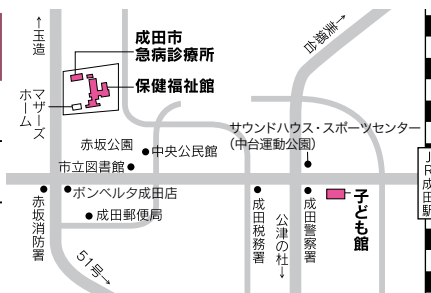 ↑玉造
成田市
急病診療所
保健福祉館
マザーズ
ホーム
↑美郷台
サウンドハウス・スポーツセンター
(中台運動公園)
赤坂公園
●中央公民館
市立図書館●
●ボンベルタ成田店
●成田郵便局
赤坂消防署
51号→
成田税務署
公津の杜→
成田警察署
子ども館
JR成田駅